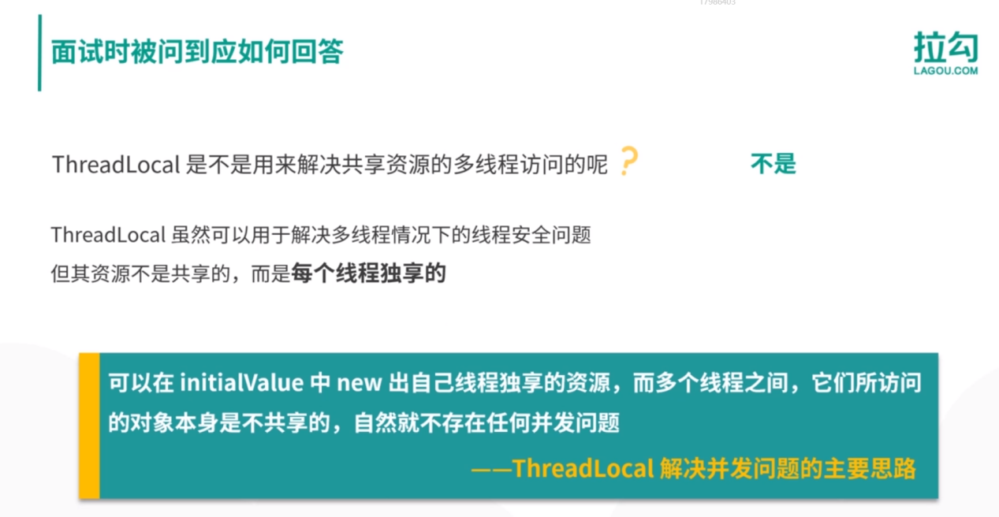 17986403
面试时被问到应如何回答
拉勾
LAGOU.COM
ThreadLocal 是不是用来解决共享资源的多线程访问的呢 ?
不是
ThreadLocal 虽然可以用于解决多线程情况下的线程安全问题
但其资源不是共享的，而是每个线程独享的
可以在 initialValue 中 new 出自己线程独享的资源，而多个线程之间，它们所访问
的对象本身是不共享的，自然就不存在任何并发问题
——ThreadLocal 解决并发问题的主要思路